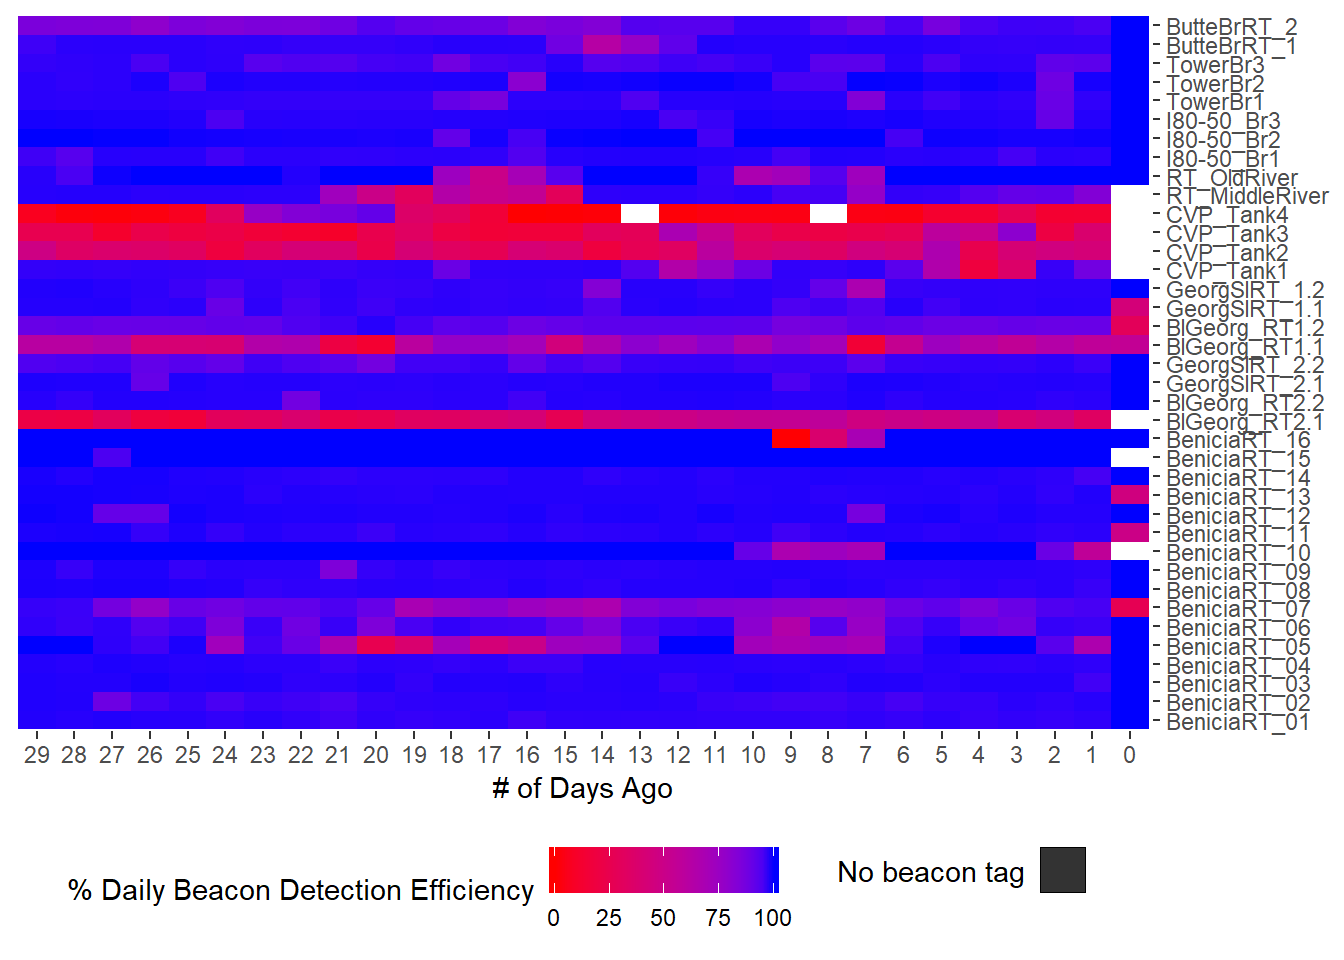 ButteBrRT_2
ButteBrRT_1
TowerBr3
TowerBr2
TowerBr1
I80-50_Br3
I80-50_Br2
I80-50_Br1
RT_OldRiver
RT_MiddleRiver
CVP_Tank4
CVP_Tank3
CVP_Tank2
CVP_Tank1
GeorgSlRT_1.2
GeorgSlRT_1.1
BlGeorg_RT1.2
BlGeorg_RT1.1
GeorgSlRT_2.2
GeorgSlRT_2.1
BlGeorg_RT2.2
BlGeorg_RT2.1
BeniciaRT_16
BeniciaRT_15
BeniciaRT_14
BeniciaRT_13
BeniciaRT_12
BeniciaRT_11
BeniciaRT_10
BeniciaRT_09
BeniciaRT_08
BeniciaRT_07
BeniciaRT_06
BeniciaRT_05
BeniciaRT_04
BeniciaRT_03
BeniciaRT_02
BeniciaRT_01
29 28 27 26 25 24 23 22 21 20 19 18 17 16 15 14 13 12 11 10 9 8 7 6 5 4 3 2 1 0
# of Days Ago
% Daily Beacon Detection Efficiency
0 25 50 75 100
No beacon tag